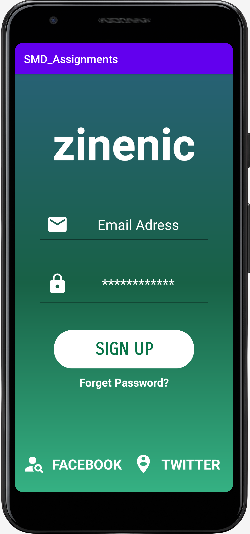 SMD_Assignments
zinenic
Email Adress
************
SIGN UP
Forget Password?
FACEBOOK TWITTER